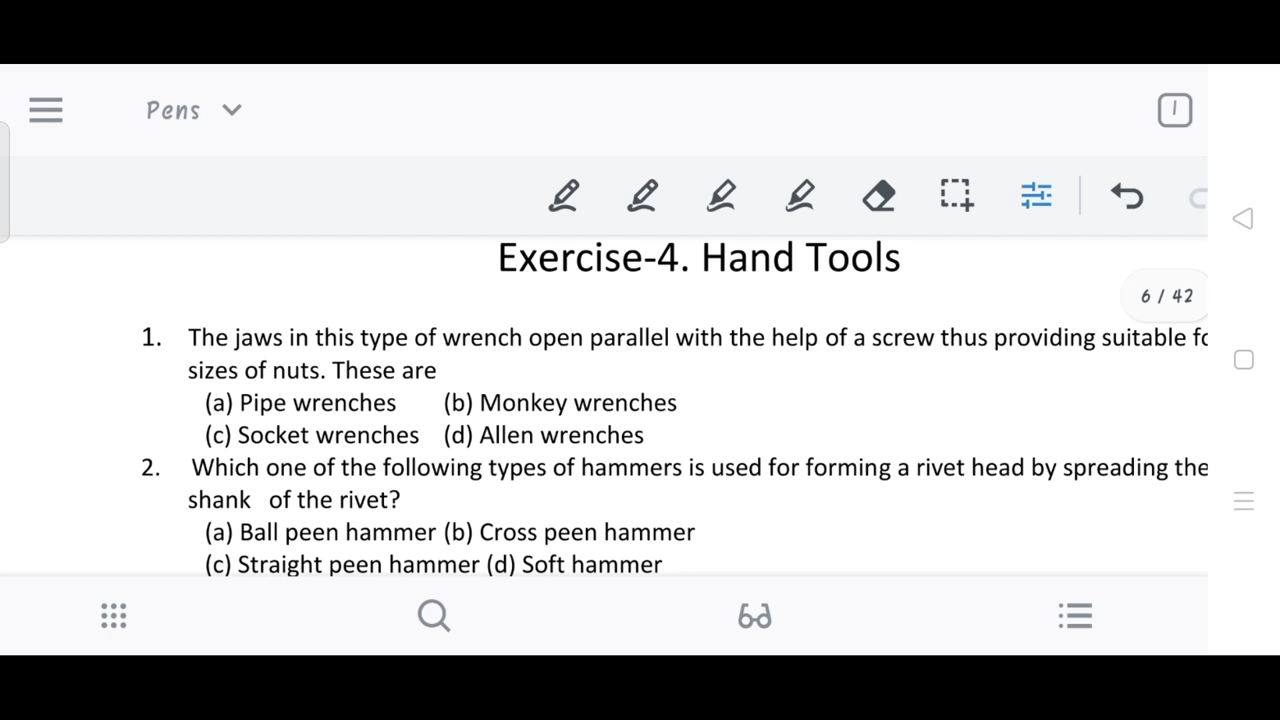 Pens
1
Exercise-4. Hand Tools
6 / 42
1. The jaws in this type of wrench open parallel with the help of a screw thus providing suitable fo
sizes of nuts. These are
(a) Pipe wrenches (b) Monkey wrenches
(c) Socket wrenches (d) Allen wrenches
2. Which one of the following types of hammers is used for forming a rivet head by spreading the
shank of the rivet?
(a) Ball peen hammer (b) Cross peen hammer
(c) Straight peen hammer (d) Soft hammer